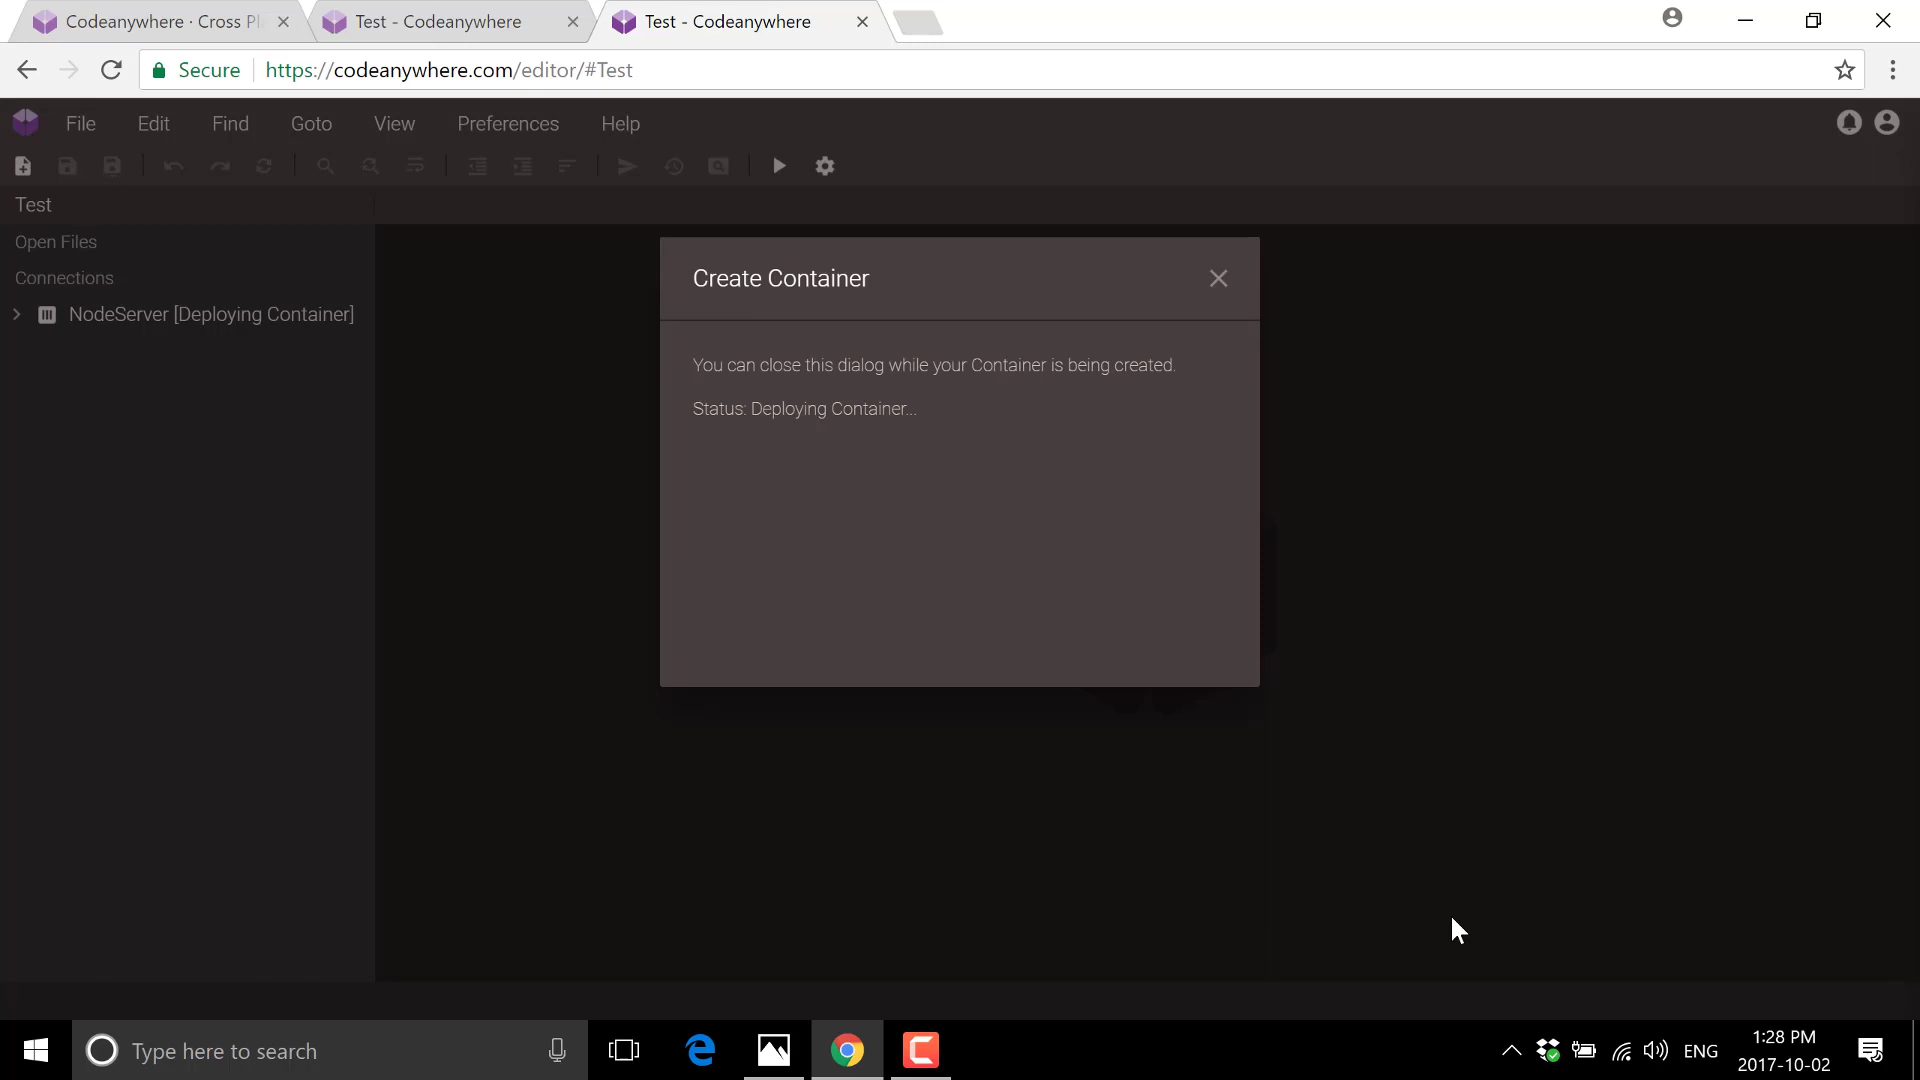 Codeanywhere · Cross Pl
Test - Codeanywhere
Test - Codeanywhere
Secure
https://codeanywhere.com/editor/#Test
File Edit Find Goto View Preferences Help
Test
Open Files
Connections
NodeServer [Deploying Container]
Create Container
You can close this dialog while your Container is being created.
Status: Deploying Container...
Type here to search
ENG
1:28 PM
2017-10-02